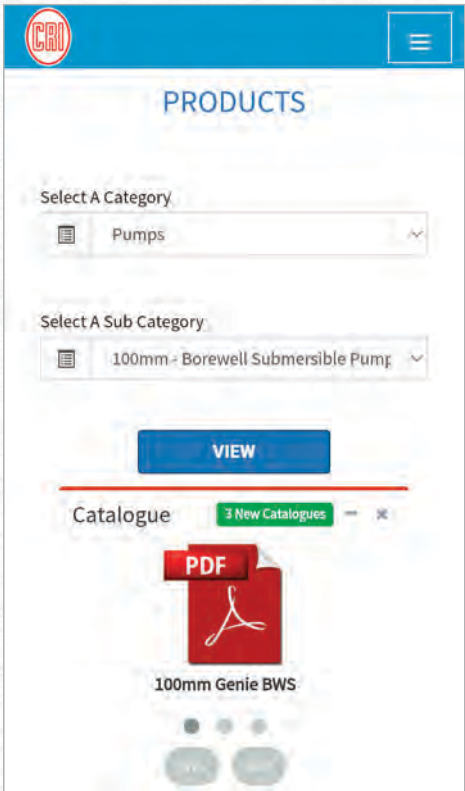 CRI
PRODUCTS
Select A Category
Pumps
Select A Sub Category
100mm - Borewell Submersible Pump
VIEW
Catalogue 3 New Catalogues
PDF
100mm Genie BWS